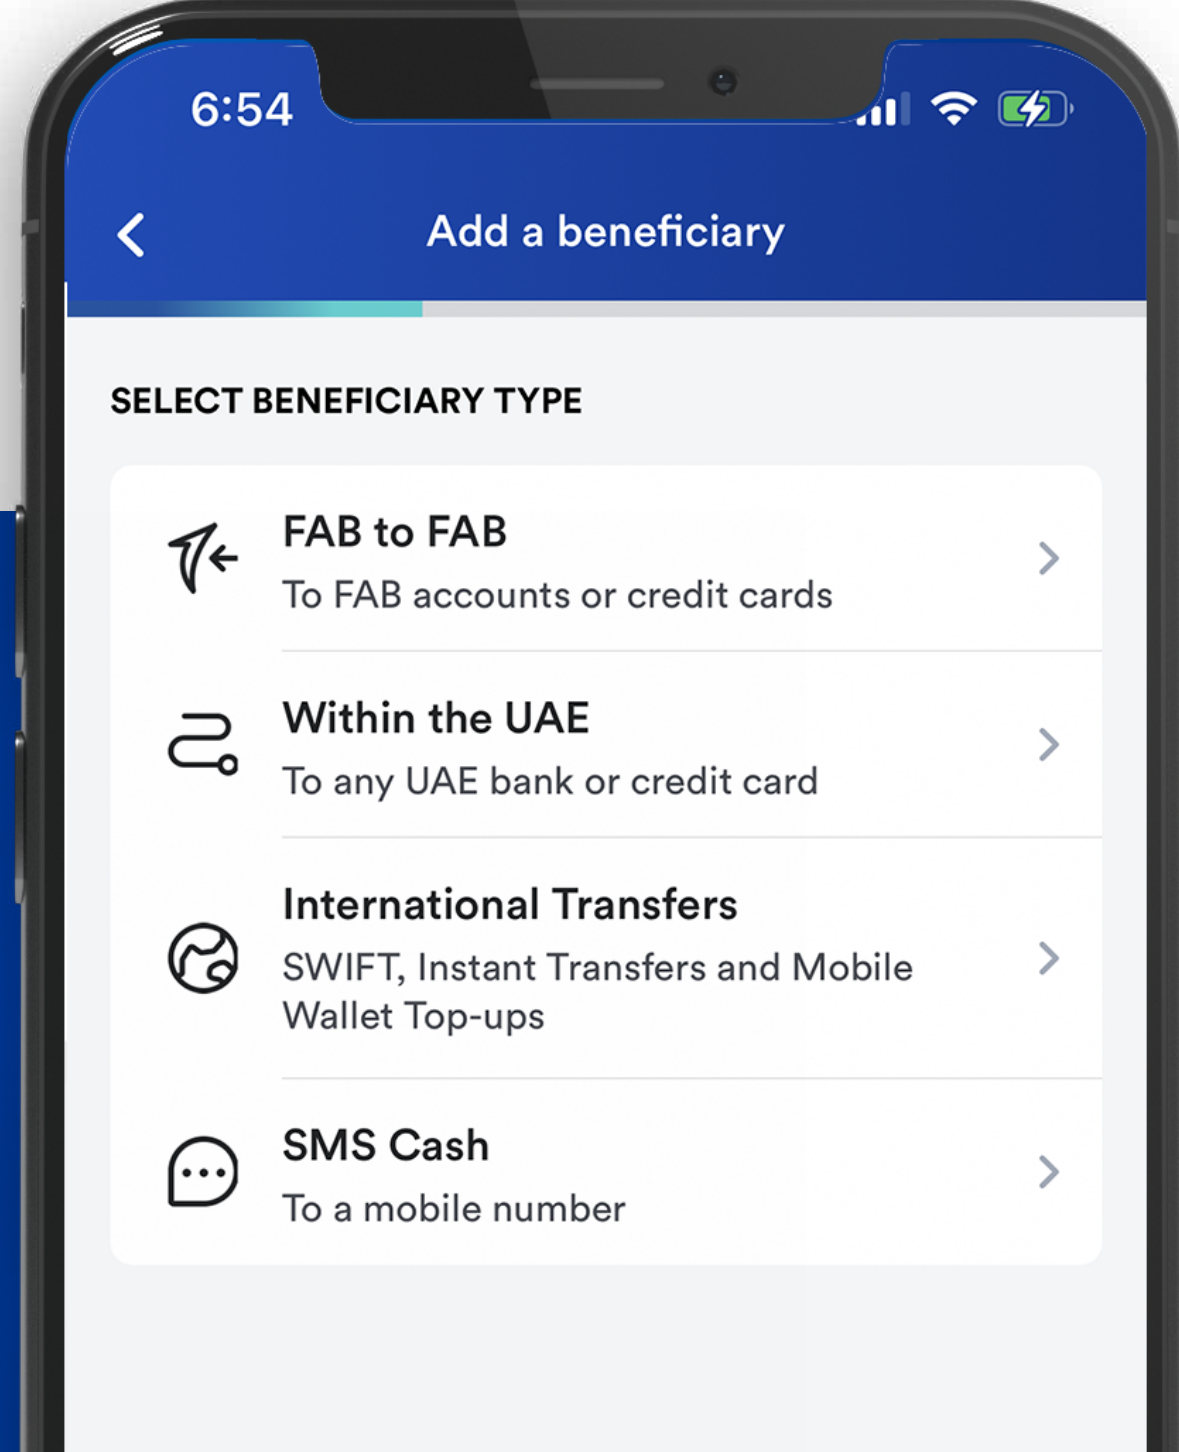 6:54
Add a beneficiary
SELECT BENEFICIARY TYPE
FAB to FAB
To FAB accounts or credit cards
Within the UAE
To any UAE bank or credit card
International Transfers
SWIFT, Instant Transfers and Mobile
Wallet Top-ups
SMS Cash
To a mobile number